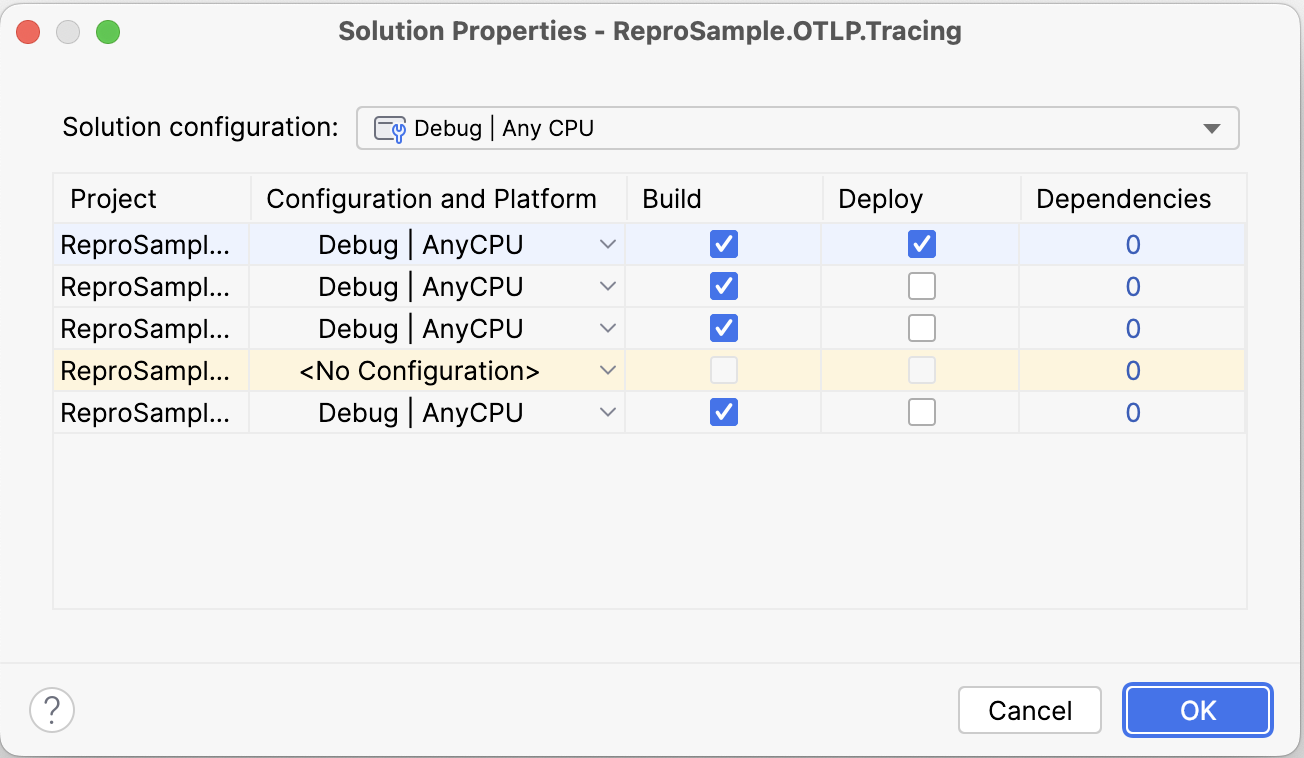 Solution Properties - ReproSample.OTLP.Tracing
Solution configuration: Debug | Any CPU
Project Configuration and Platform Build Deploy Dependencies
ReproSampl... Debug | AnyCPU 0
ReproSampl... Debug | AnyCPU 0
ReproSampl... Debug | AnyCPU 0
ReproSampl... <No Configuration> 0
ReproSampl... Debug | AnyCPU 0
? Cancel OK